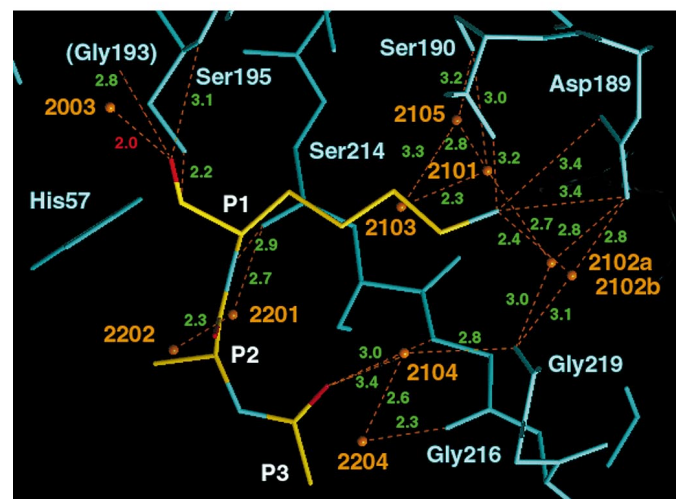 (Gly193)
Ser190
2.8
Ser195
3.2
Asp189
2003
3.1
3.0
2105
2.0
2.8
3.3
3.2
3.4
Ser214
2101
2.2
3.4
His57
P1
2.3
2103
2.7
2.8
2.8
2.9
2.4
2102a
2.7
2102b
3.0
3.1
2.3
2201
2202
P2
3.0
2.8
2104
Gly219
3.4
2.6
2.3
P3
2204
Gly216